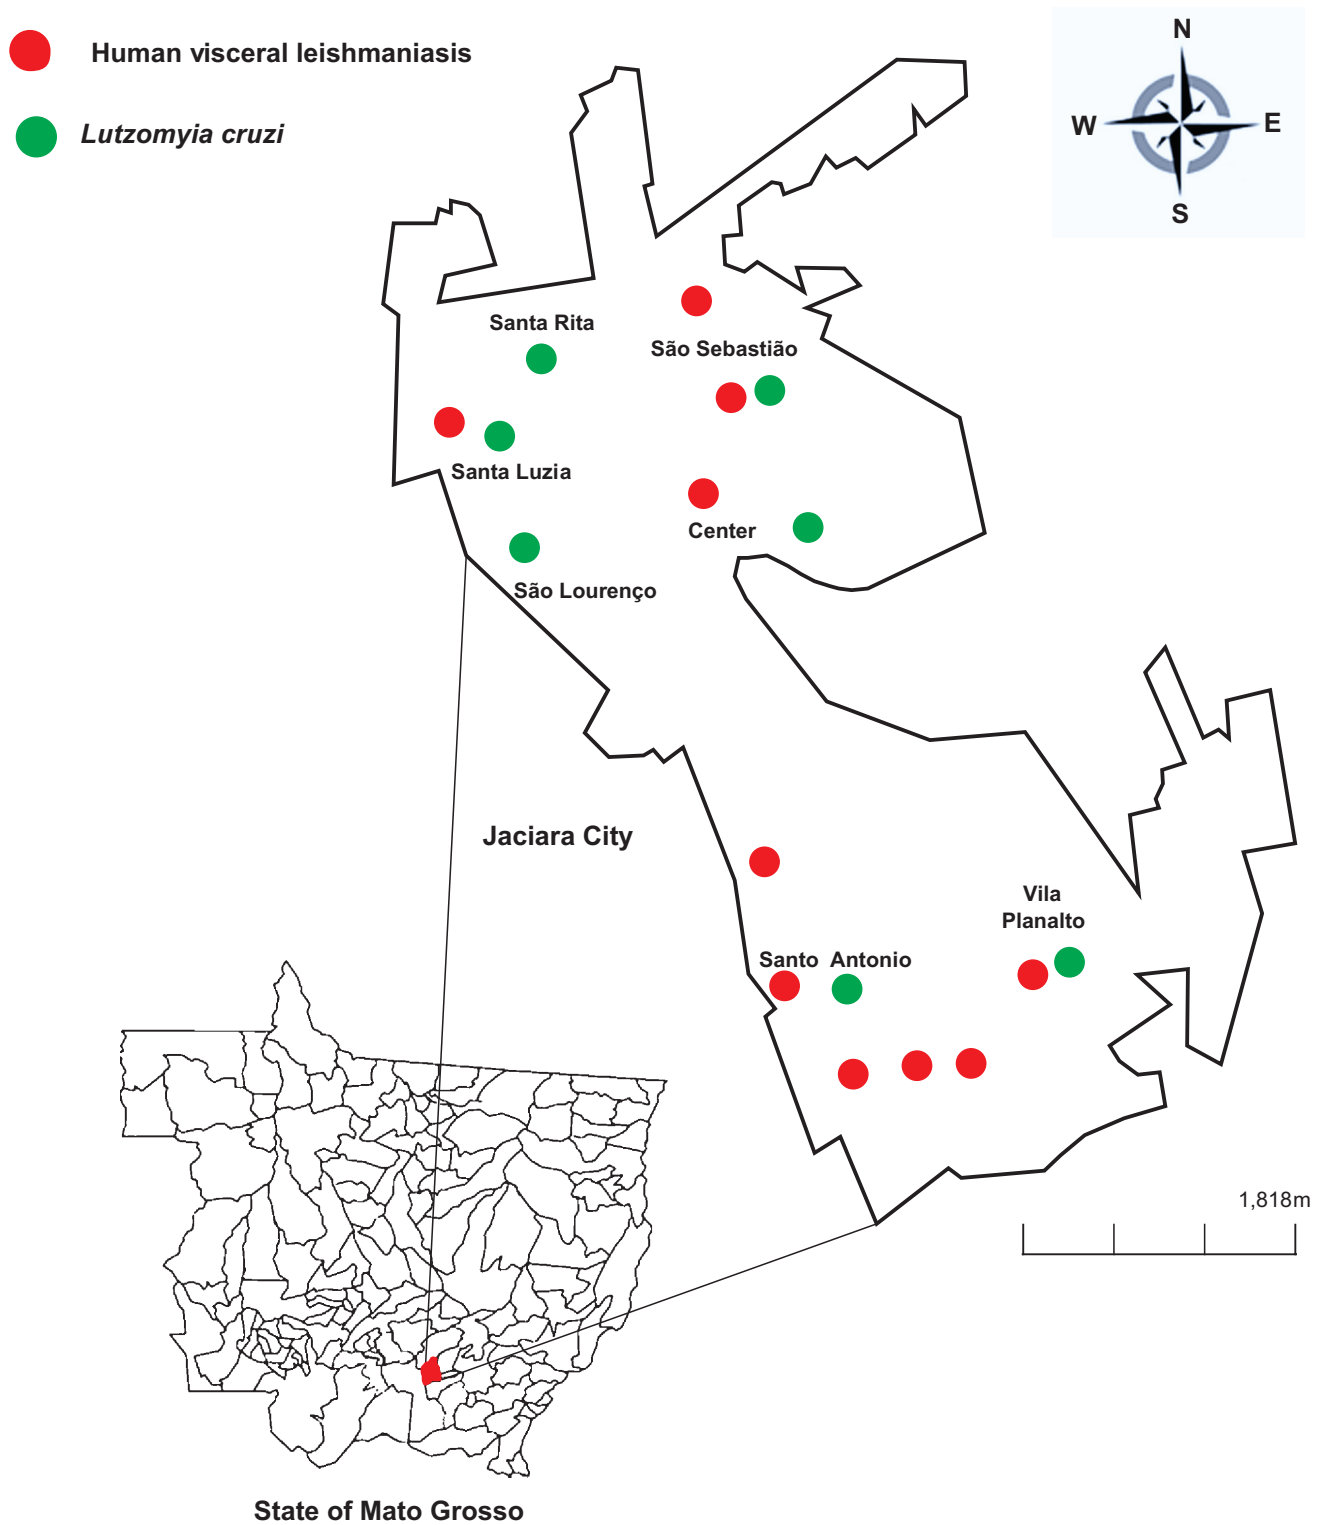 Human visceral leishmaniasis
Lutzomyia cruzi
N
W
E
S
Santa Rita
São Sebastião
Santa Luzia
Center
São Lourenço
Jaciara City
Vila
Planalto
Santo Antonio
1,818m
State of Mato Grosso